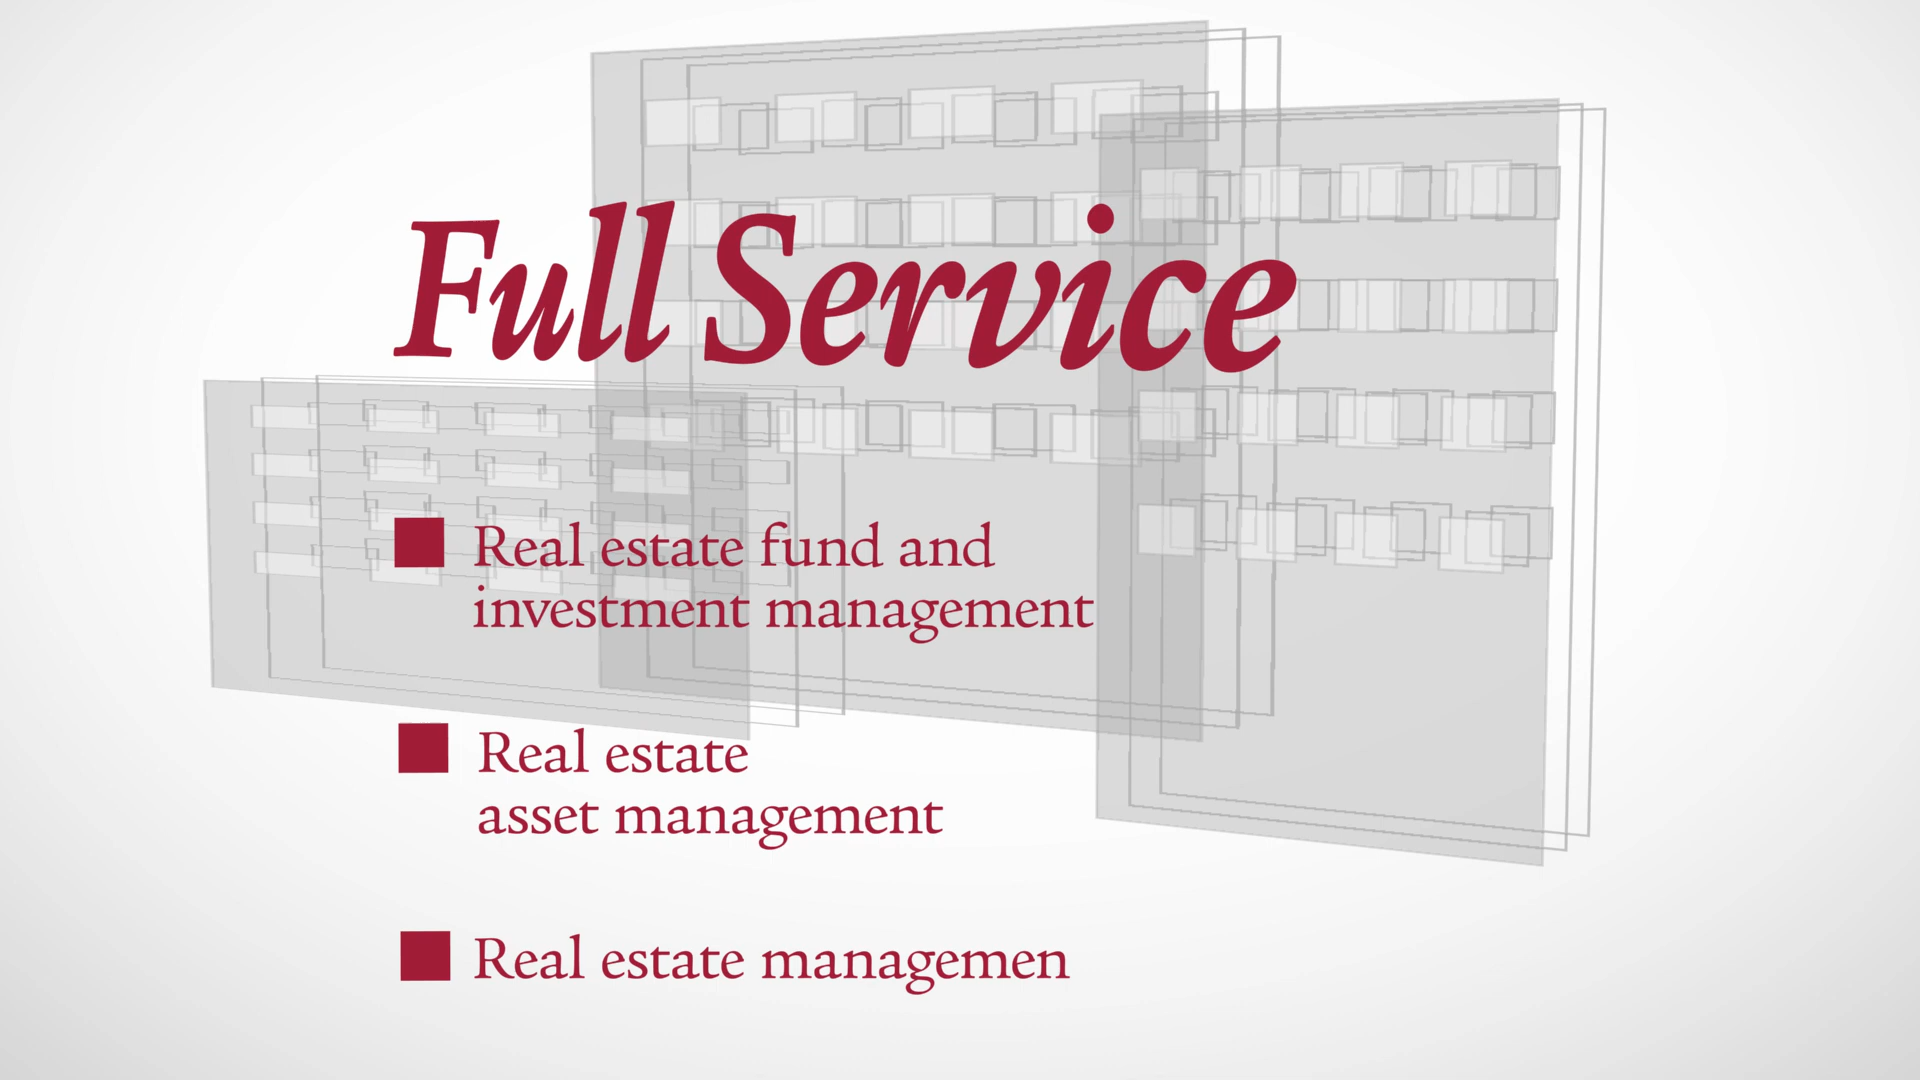 Full Service
Real estate fund and
investment management
Real estate
asset management
Real estate managemen